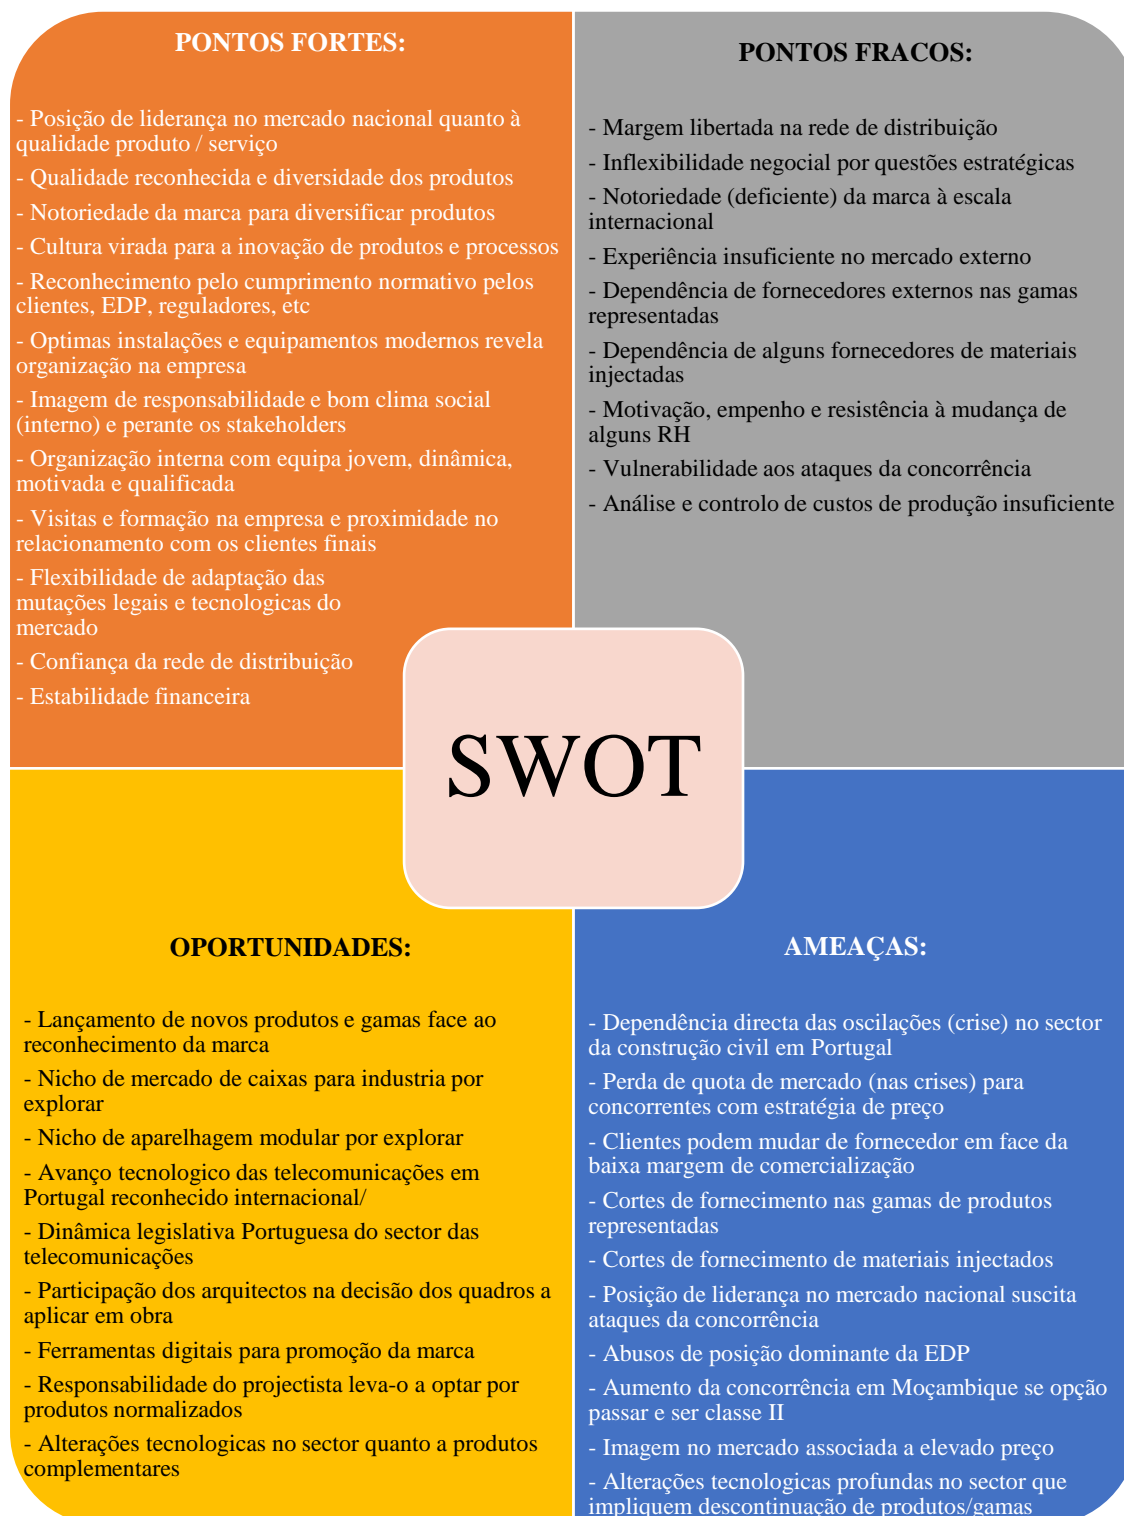 PONTOS FORTES:
- Posição de liderança no mercado nacional quanto à
qualidade produto / serviço
- Qualidade reconhecida e diversidade dos produtos
- Notoriedade da marca para diversificar produtos
- Cultura virada para a inovação de produtos e processos
- Reconhecimento pelo cumprimento normativo pelos
clientes, EDP, reguladores, etc
- Optimas instalações e equipamentos modernos revela
organização na empresa
- Imagem de responsabilidade e bom clima social
(interno) e perante os stakeholders
- Organização interna com equipa jovem, dinâmica,
motivada e qualificada
- Visitas e formação na empresa e proximidade no
relacionamento com os clientes finais
- Flexibilidade de adaptação das
mutações legais e tecnologicas do
mercado
- Confiança da rede de distribuição
- Estabilidade financeira
PONTOS FRACOS:
- Margem libertada na rede de distribuição
- Inflexibilidade negocial por questões estratégicas
- Notoriedade (deficiente) da marca à escala
internacional
- Experiência insuficiente no mercado externo
- Dependência de fornecedores externos nas gamas
representadas
- Dependência de alguns fornecedores de materiais
injectadas
- Motivação, empenho e resistência à mudança de
alguns RH
- Vulnerabilidade aos ataques da concorrência
- Análise e controlo de custos de produção insuficiente
SWOT
OPORTUNIDADES:
- Lançamento de novos produtos e gamas face ao
reconhecimento da marca
- Nicho de mercado de caixas para industria por
explorar
- Nicho de aparelhagem modular por explorar
- Avanço tecnologico das telecomunicações em
Portugal reconhecido internacional/
- Dinâmica legislativa Portuguesa do sector das
telecomunicações
- Participação dos arquitectos na decisão dos quadros a
aplicar em obra
- Ferramentas digitais para promoção da marca
- Responsabilidade do projectista leva-o a optar por
produtos normalizados
- Alterações tecnologicas no sector quanto a produtos
complementares
AMEAÇAS:
- Dependência directa das oscilações (crise) no sector
da construção civil em Portugal
- Perda de quota de mercado (nas crises) para
concorrentes com estratégia de preço
- Clientes podem mudar de fornecedor em face da
baixa margem de comercialização
- Cortes de fornecimento nas gamas de produtos
representadas
- Cortes de fornecimento de materiais injectados
- Posição de liderança no mercado nacional suscita
ataques da concorrência
- Abusos de posição dominante da EDP
- Aumento da concorrência em Moçambique se opção
passar e ser classe II
- Imagem no mercado associada a elevado preço
- Alterações tecnologicas profundas no sector que
impliquem descontinuação de produtos/gamas